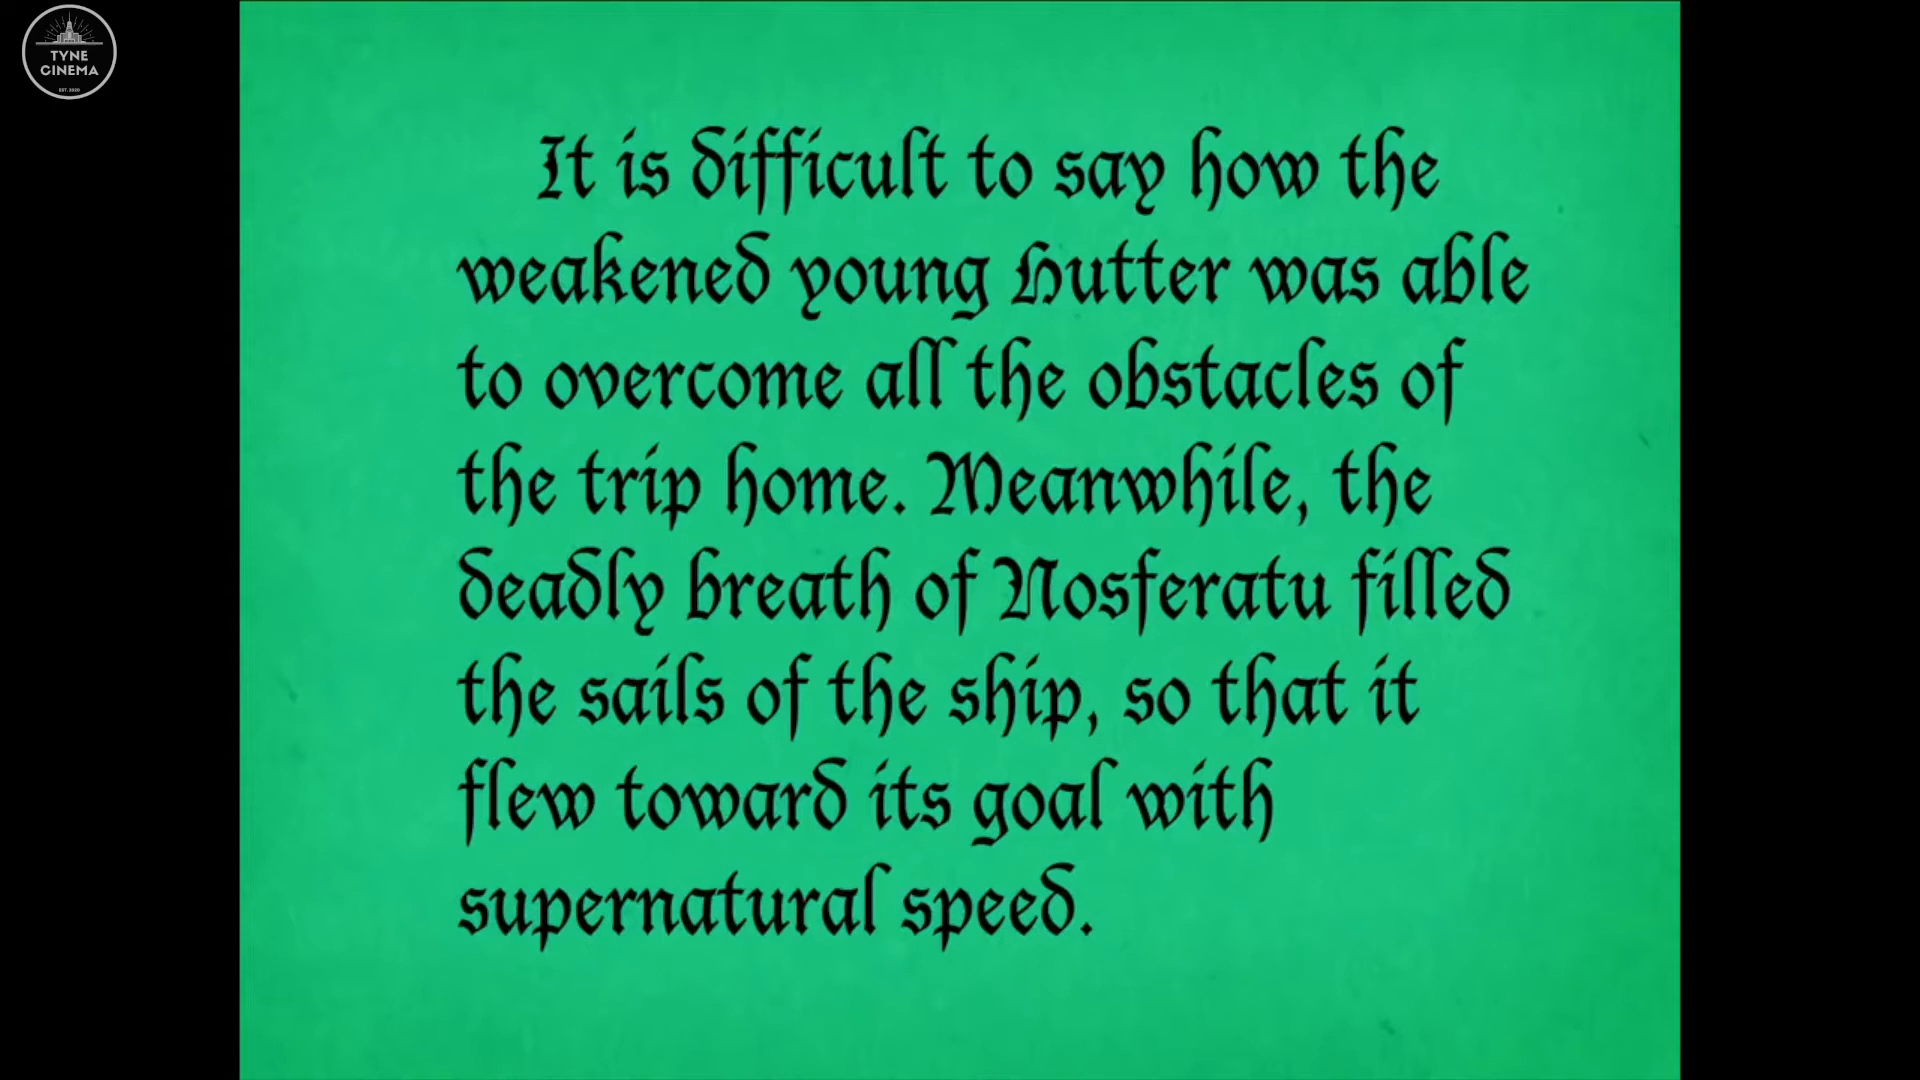 TYNE
CINEMA
EST. 2020
It is difficult to say how the
weakened young Hutter was able
to overcome all the obstacles of
the trip home. Meanwhile, the
deadly breath of Nosferatu filled
the sails of the ship, so that it
flew toward its goal with
supernatural speed.